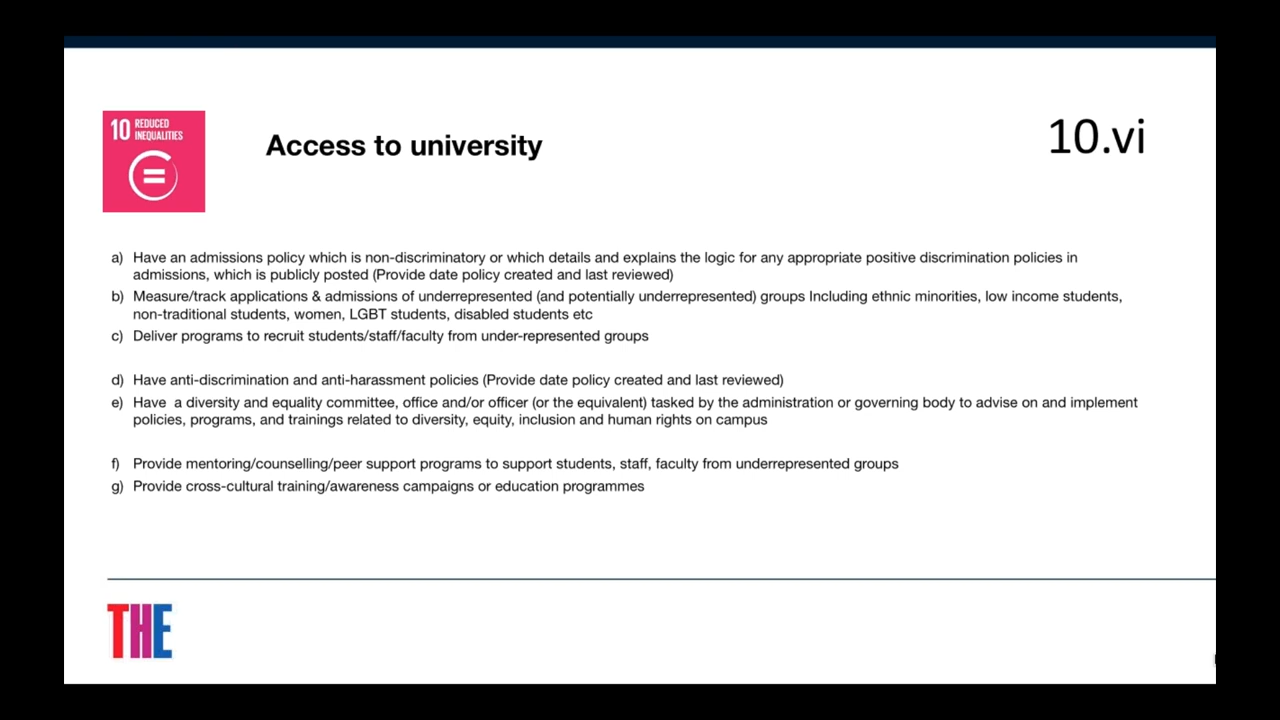 10 REDUCED
INEQUALITIES
Access to university
10.vi
a) Have an admissions policy which is non-discriminatory or which details and explains the logic for any appropriate positive discrimination policies in
admissions, which is publicly posted (Provide date policy created and last reviewed)
b) Measure/track applications & admissions of underrepresented (and potentially underrepresented) groups Including ethnic minorities, low income students,
non-traditional students, women, LGBT students, disabled students etc
c) Deliver programs to recruit students/staff/faculty from under-represented groups
d) Have anti-discrimination and anti-harassment policies (Provide date policy created and last reviewed)
e) Have a diversity and equality committee, office and/or officer (or the equivalent) tasked by the administration or governing body to advise on and implement
policies, programs, and trainings related to diversity, equity, inclusion and human rights on campus
f) Provide mentoring/counselling/peer support programs to support students, staff, faculty from underrepresented groups
g) Provide cross-cultural training/awareness campaigns or education programmes
THE